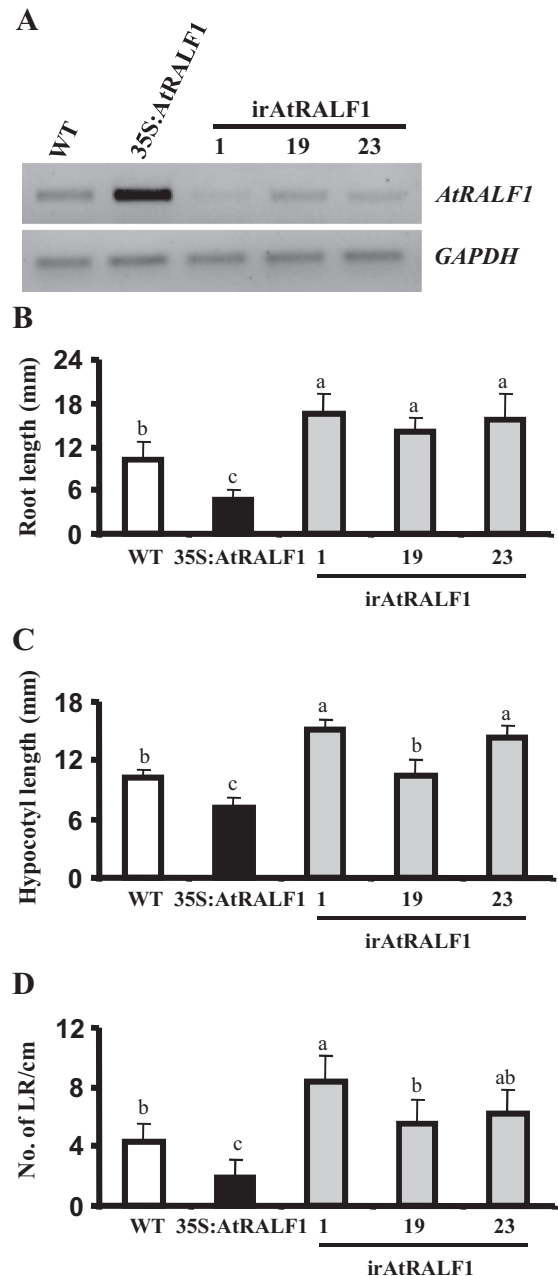 A
WT
35S:AtRALF1
irAtRALF1
1 19 23
AtRALF1
GAPDH
B
Root length (mm)
24
18
12
6
0
b
c
a
a
a
WT 35S:AtRALF1 1 19 23
irAtRALF1
C
Hypocotyl length (mm)
18
12
6
0
b
c
a
b
a
WT 35S:AtRALF1 1 19 23
irAtRALF1
D
No. of LR/cm
12
8
4
0
b
c
a
b
ab
WT 35S:AtRALF1 1 19 23
irAtRALF1